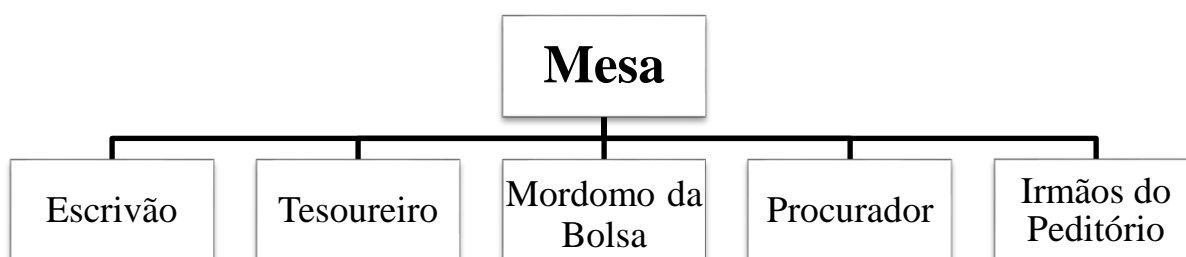 Mesa
Escrivão
Tesoureiro
Mordomo da
Bolsa
Procurador
Irmãos do
Peditório